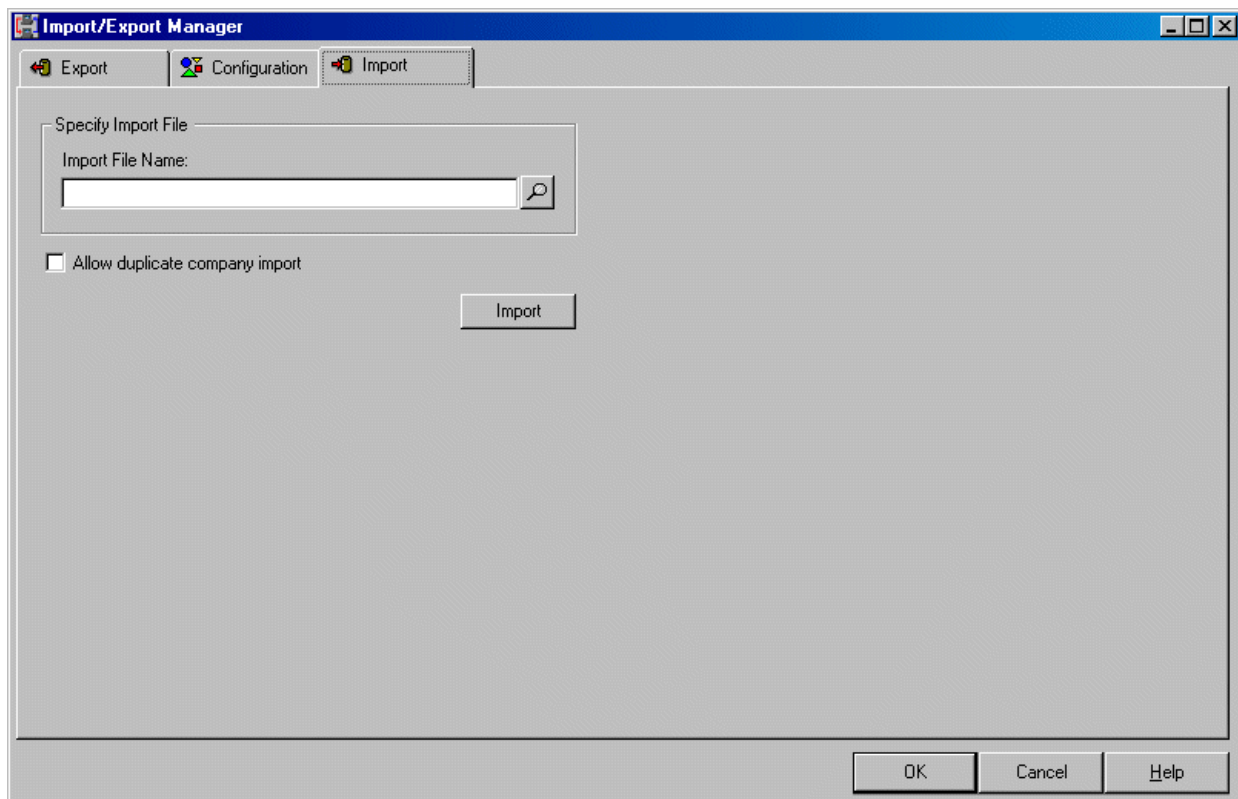 Import/Export Manager
Export
Configuration
Import
Specify Import File
Import File Name:
Allow duplicate company import
Import
OK
Cancel
Help